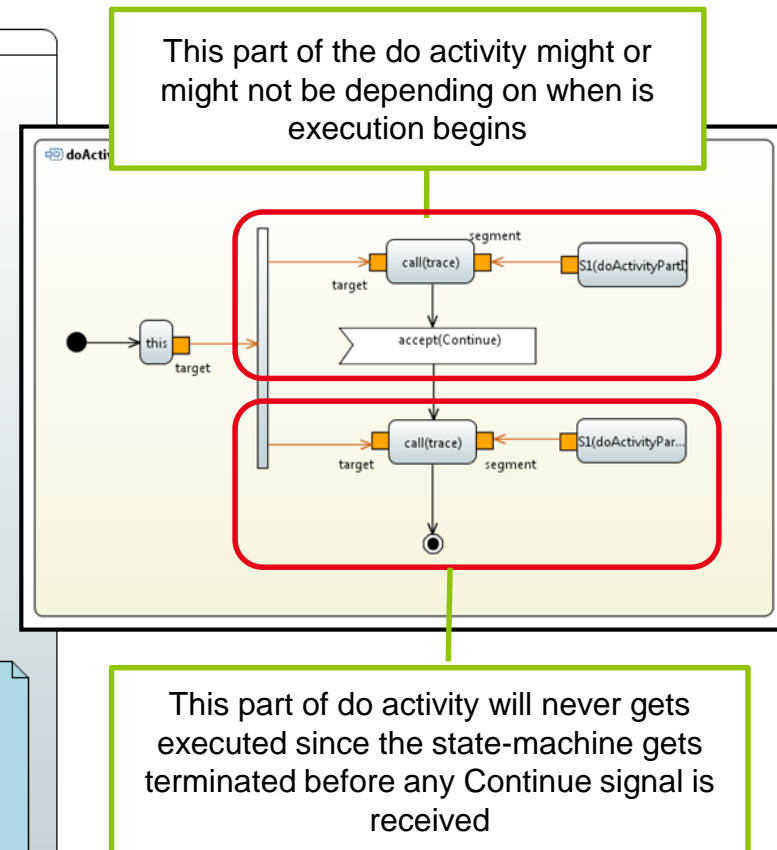 This part of the do activity might or
might not be depending on when is
execution begins
doActiv
segment
call(trace)
S1(doActivityPartI)
target
this
accept(Continue)
target
call(trace)
S1(doActivityPar...
target
segment
This part of do activity will never gets
executed since the state-machine gets
terminated before any Continue signal is
received